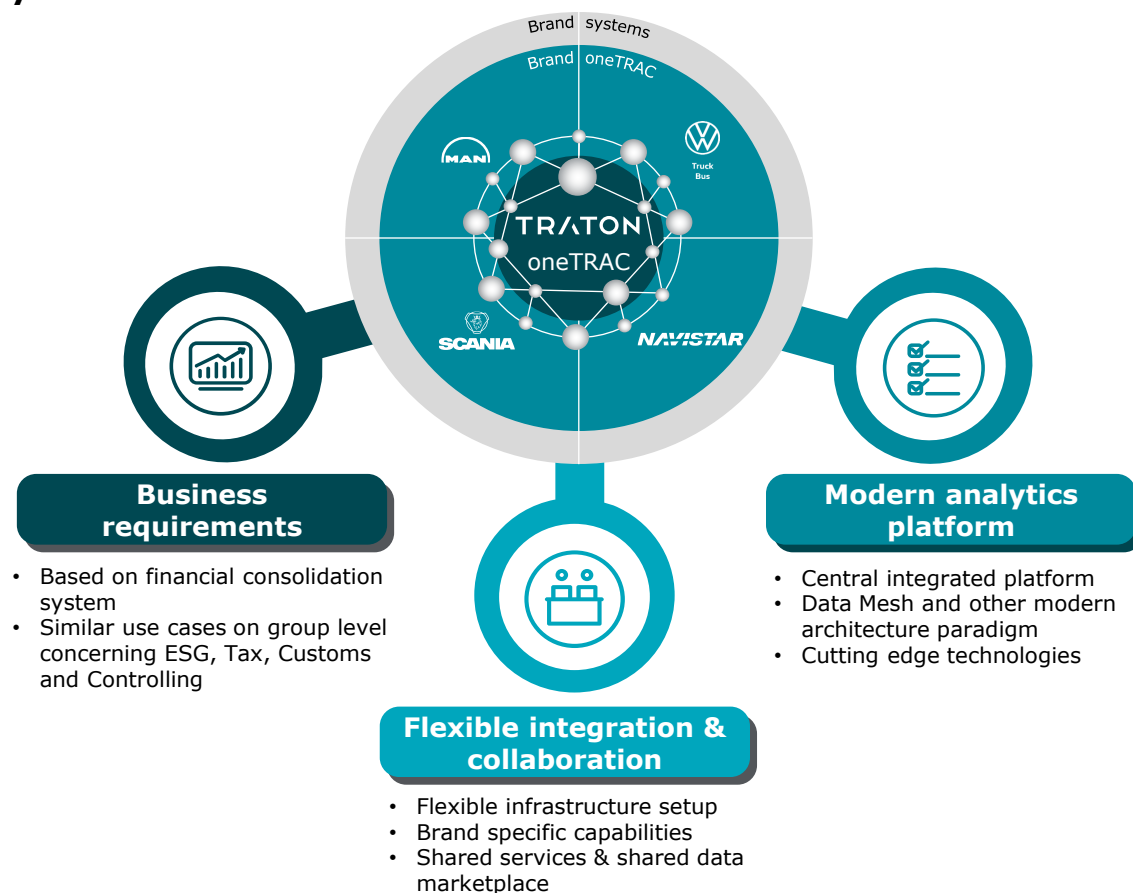 Brand systems
Brand oneTRAC
MAN
Truck
Bus
TRATON
oneTRAC
SCANIA
NAVISTAR
Business
requirements
• Based on financial consolidation
system
• Similar use cases on group level
concerning ESG, Tax, Customs
and Controlling
Flexible integration &
collaboration
• Flexible infrastructure setup
• Brand specific capabilities
• Shared services & shared data
marketplace
Modern analytics
platform
• Central integrated platform
• Data Mesh and other modern
architecture paradigm
• Cutting edge technologies